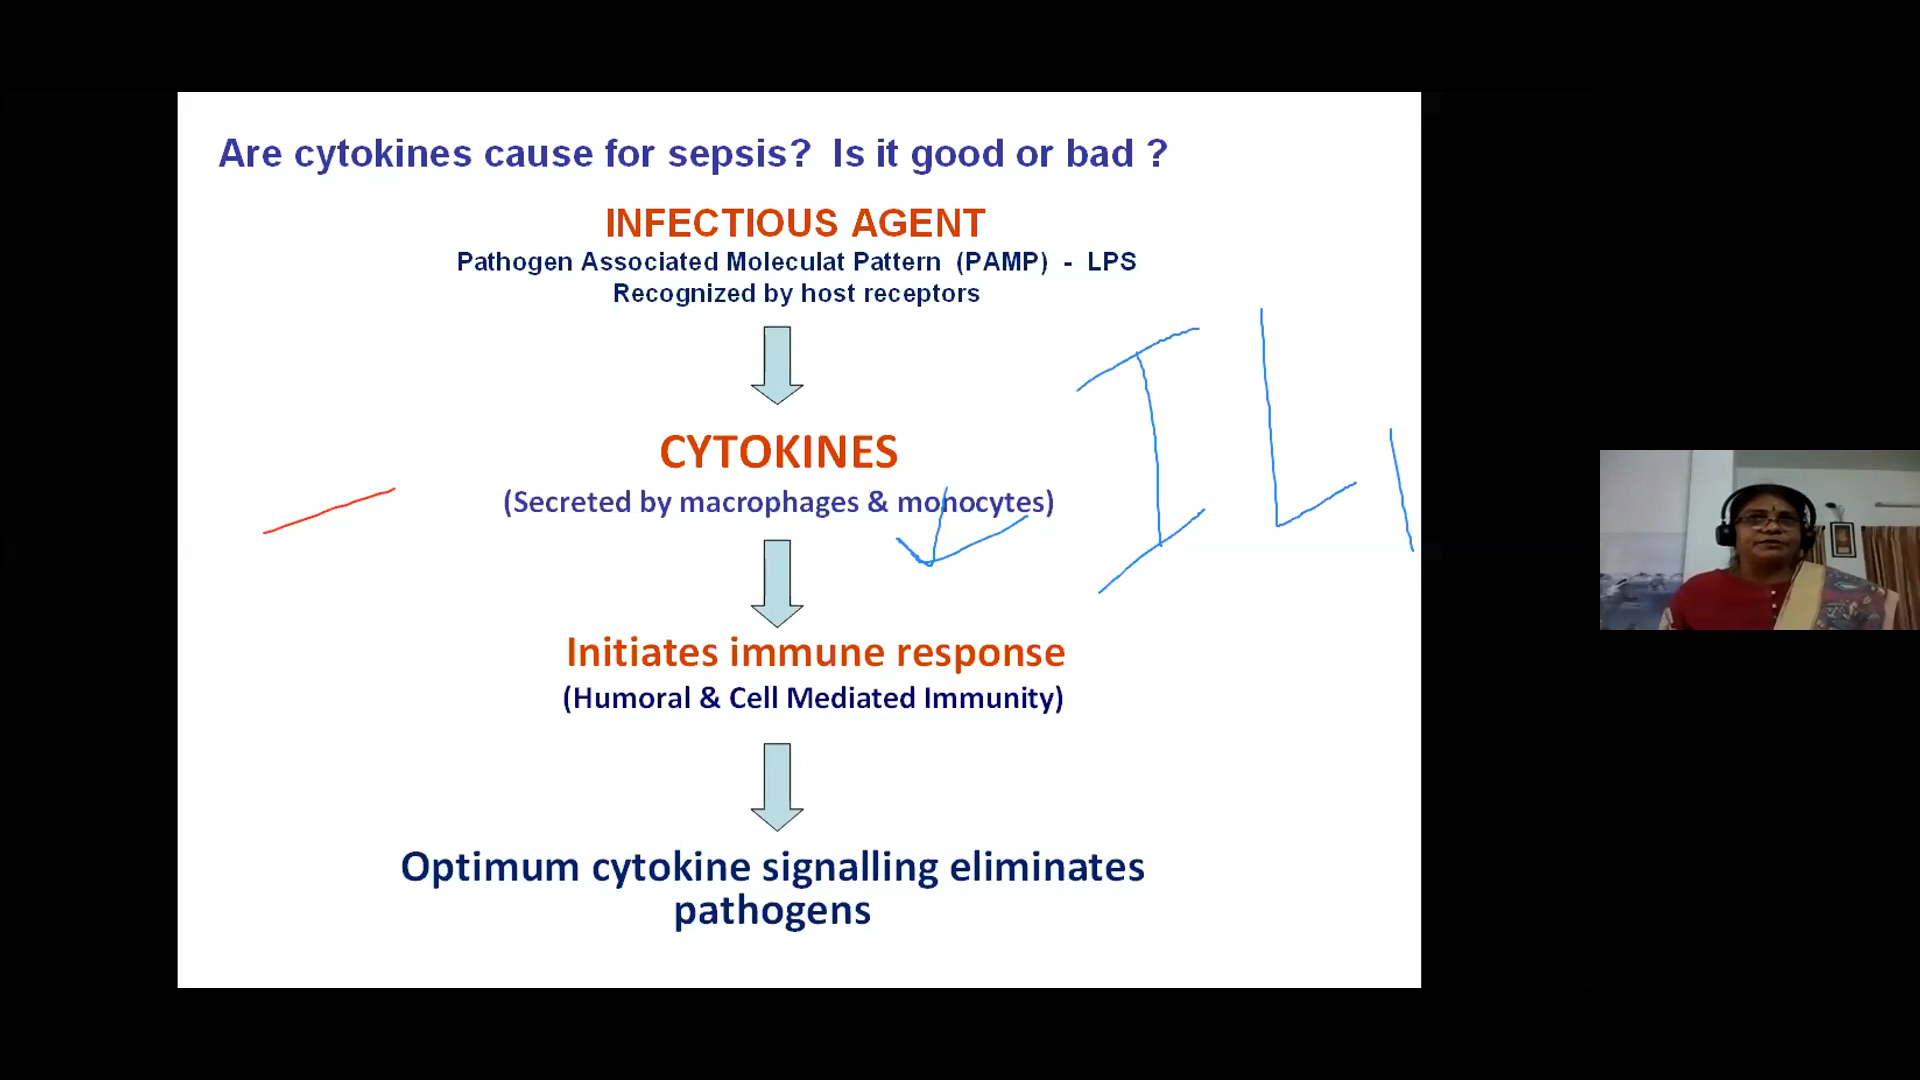 Are cytokines cause for sepsis?  Is it good or bad ?
INFECTIOUS AGENT
Pathogen Associated Moleculat Pattern  (PAMP)  -  LPS
Recognized by host receptors
CYTOKINES
(Secreted by macrophages & monocytes)
IL1
Initiates immune response
(Humoral & Cell Mediated Immunity)
Optimum cytokine signalling eliminates
pathogens